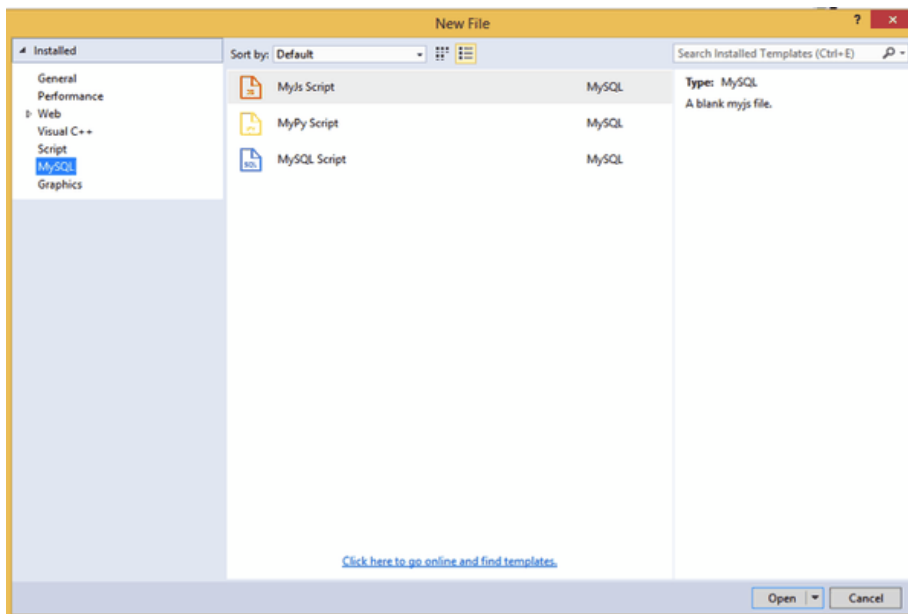 New File
?
Installed
Sort by: Default
Search Installed Templates (Ctrl+E)
General
Performance
Web
Visual C++
Script
MySQL
Graphics
JS
MyJs Script
MySQL
MyPy Script
MySQL
SQL
MySQL Script
MySQL
Type: MySQL
A blank myjs file.
Click here to go online and find templates.
Open
Cancel